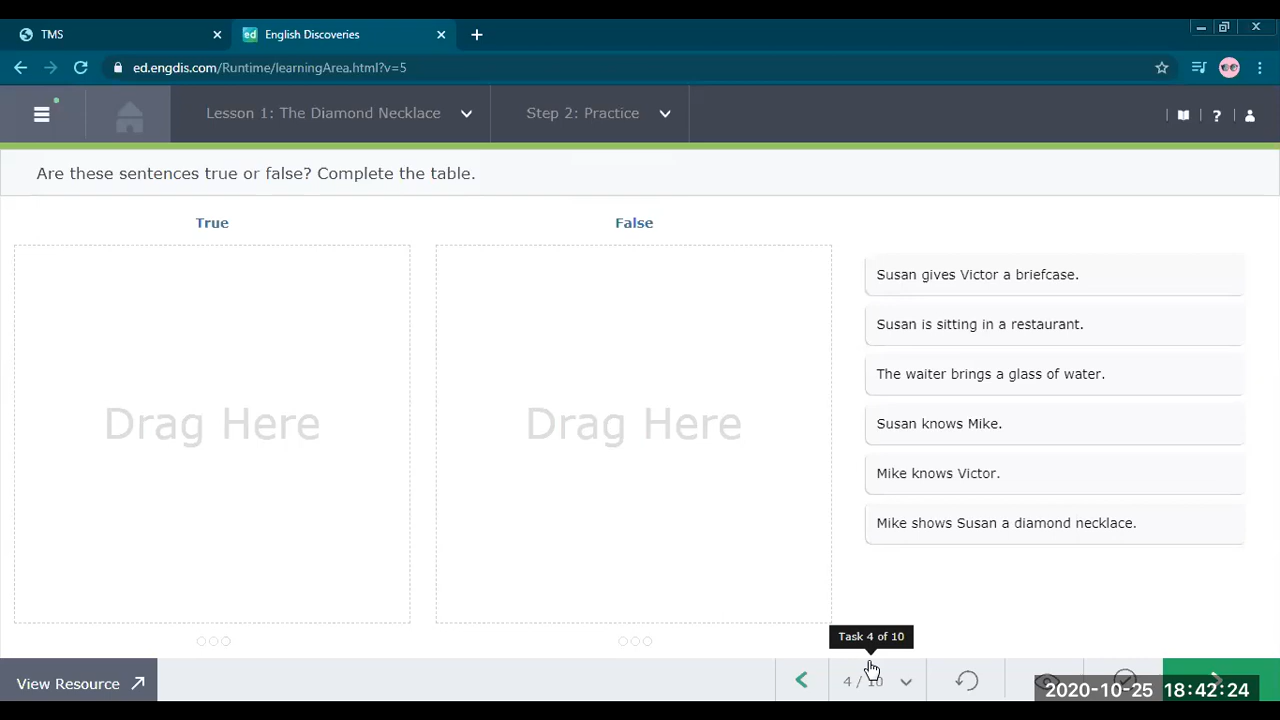 TMS
English Discoveries
ed.engdis.com/Runtime/learningArea.html?v=5
Lesson 1: The Diamond Necklace
Step 2: Practice
?
Are these sentences true or false? Complete the table.
True
False
Drag Here
Drag Here
Susan gives Victor a briefcase.
Susan is sitting in a restaurant.
The waiter brings a glass of water.
Susan knows Mike.
Mike knows Victor.
Mike shows Susan a diamond necklace.
Task 4 of 10
View Resource
4 / 10
2020-10-25 18:42:24